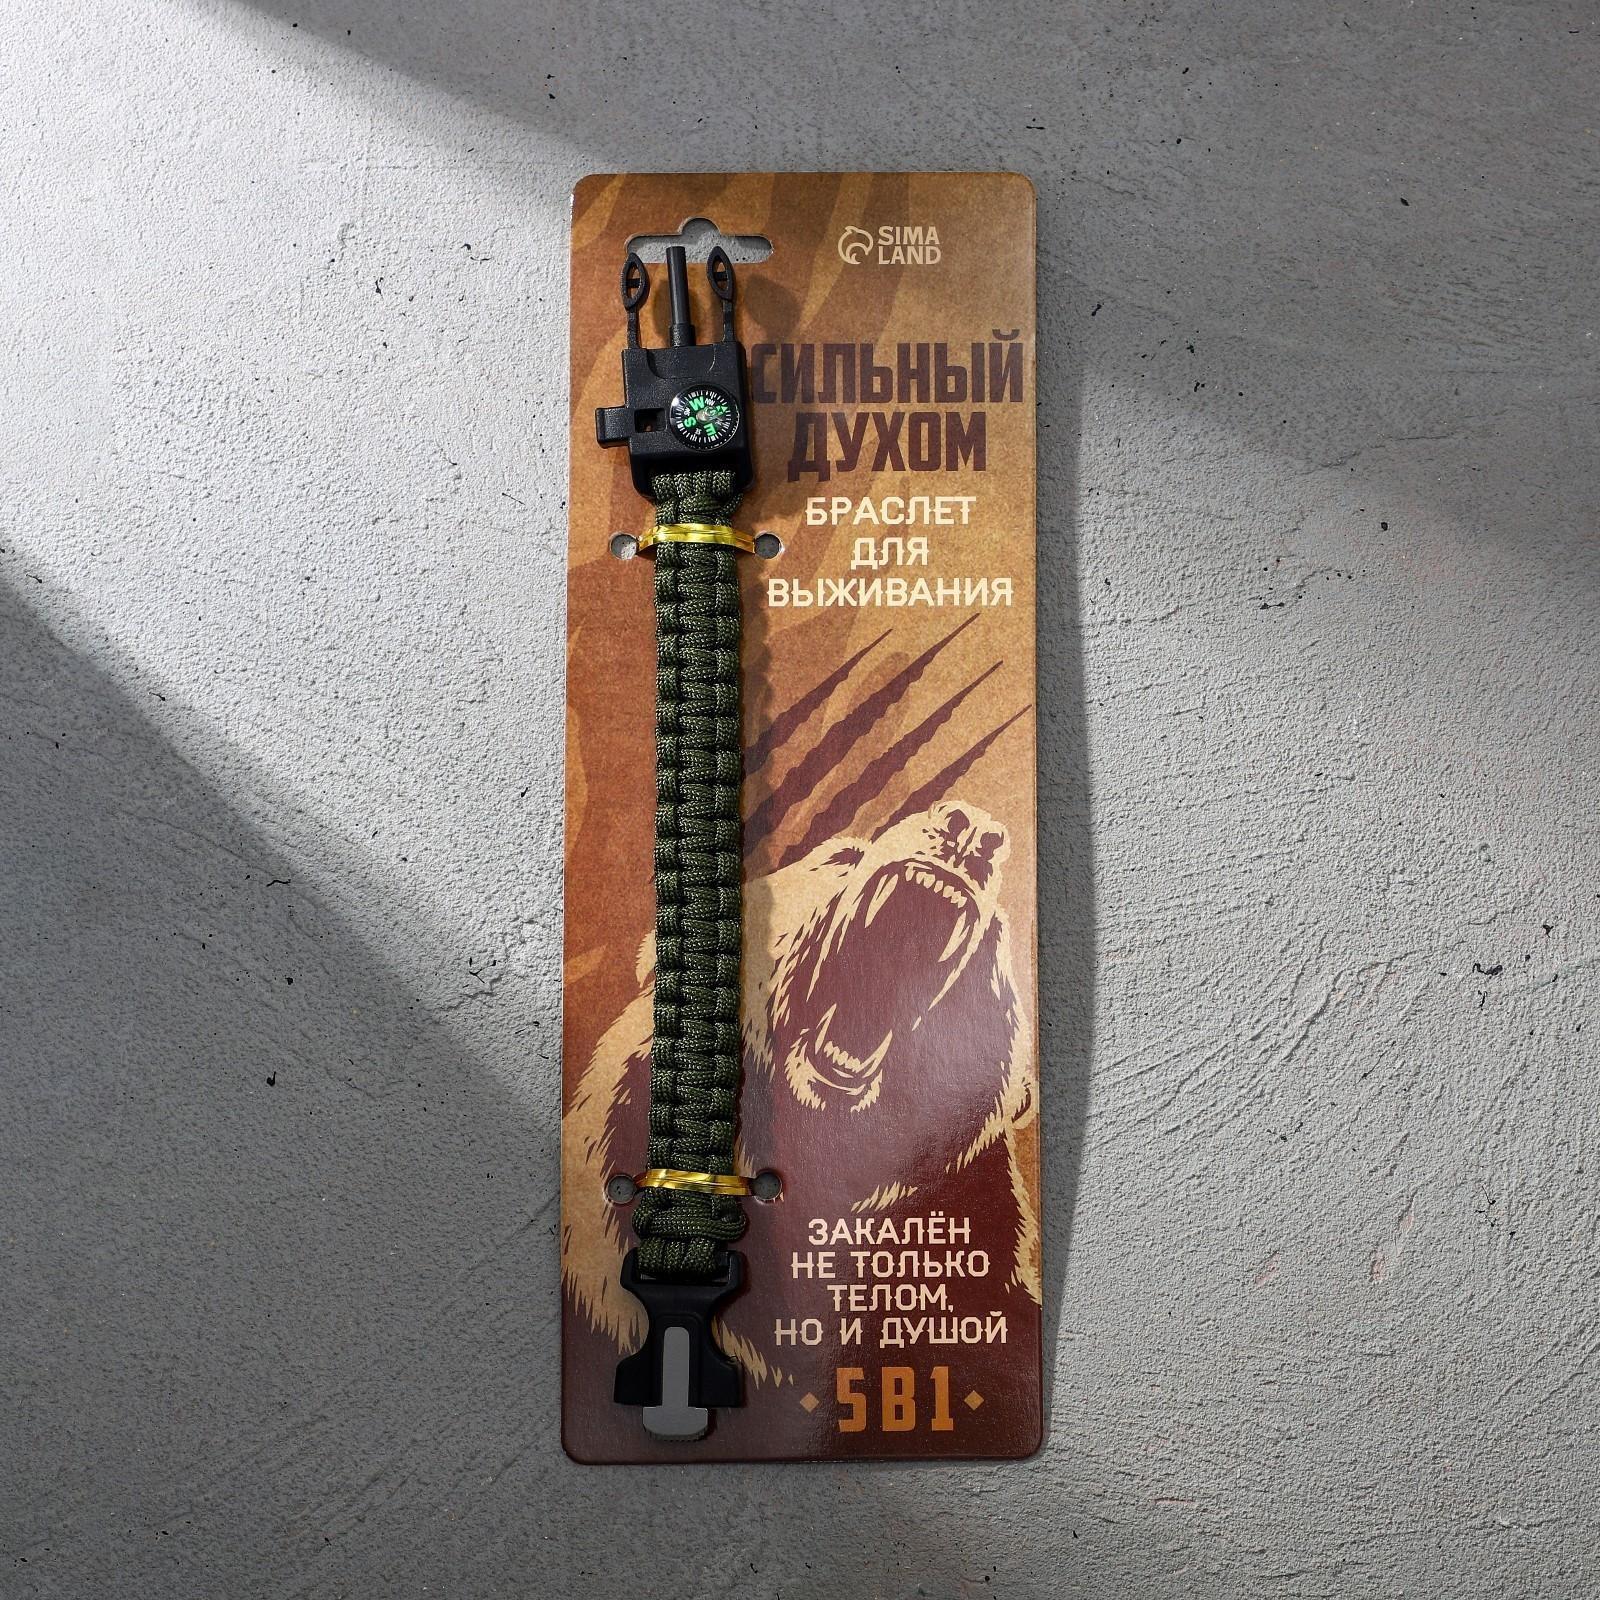 SIMA
LAND
СИЛЬНЫЙ
ДУХОМ
БРАСЛЕТ
ДЛЯ
ВЫЖИВАНИЯ
ЗАКАЛЁН
НЕ ТОЛЬКО
ТЕЛОМ,
НО И ДУШОЙ
5В1